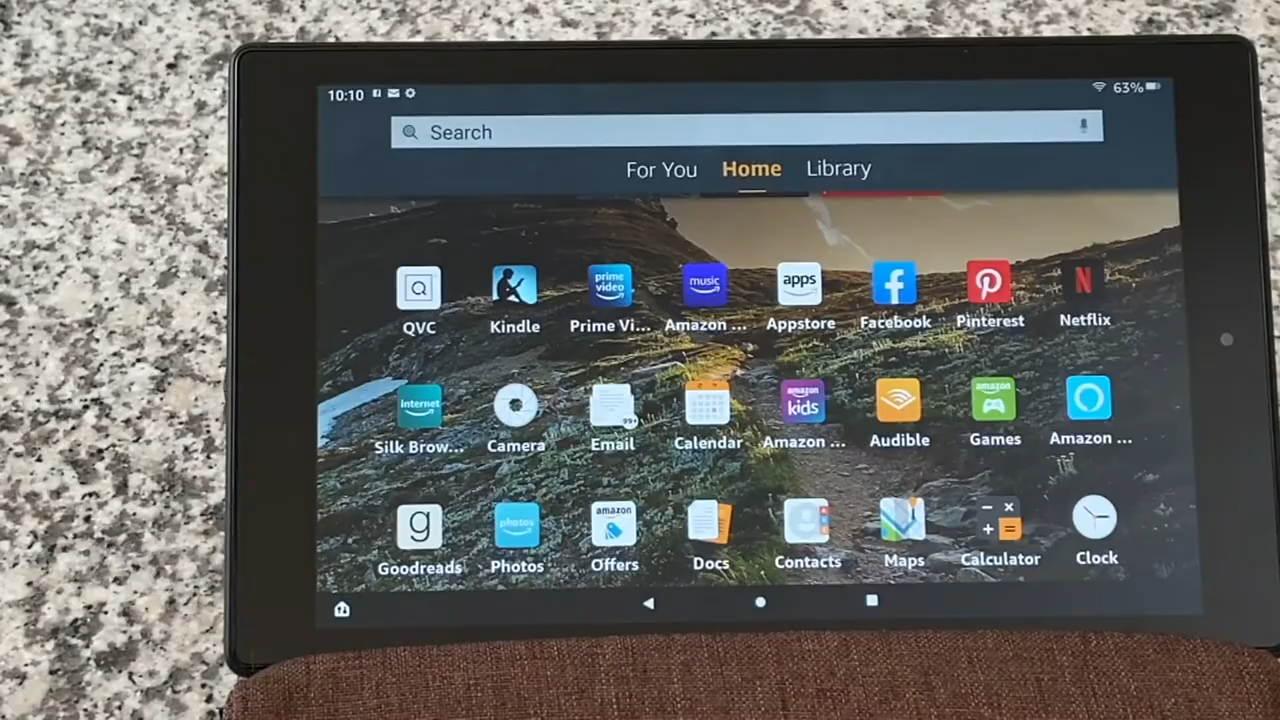 10:10
63%
Search
For You Home Library
prime video
music
apps
QVC Kindle Prime Vi... Amazon ... Appstore Facebook Pinterest Netflix
internet
99+
amazon kids
amazon
Silk Brow... Camera Email Calendar Amazon ... Audible Games Amazon ...
g
photos
amazon
Goodreads Photos Offers Docs Contacts Maps Calculator Clock